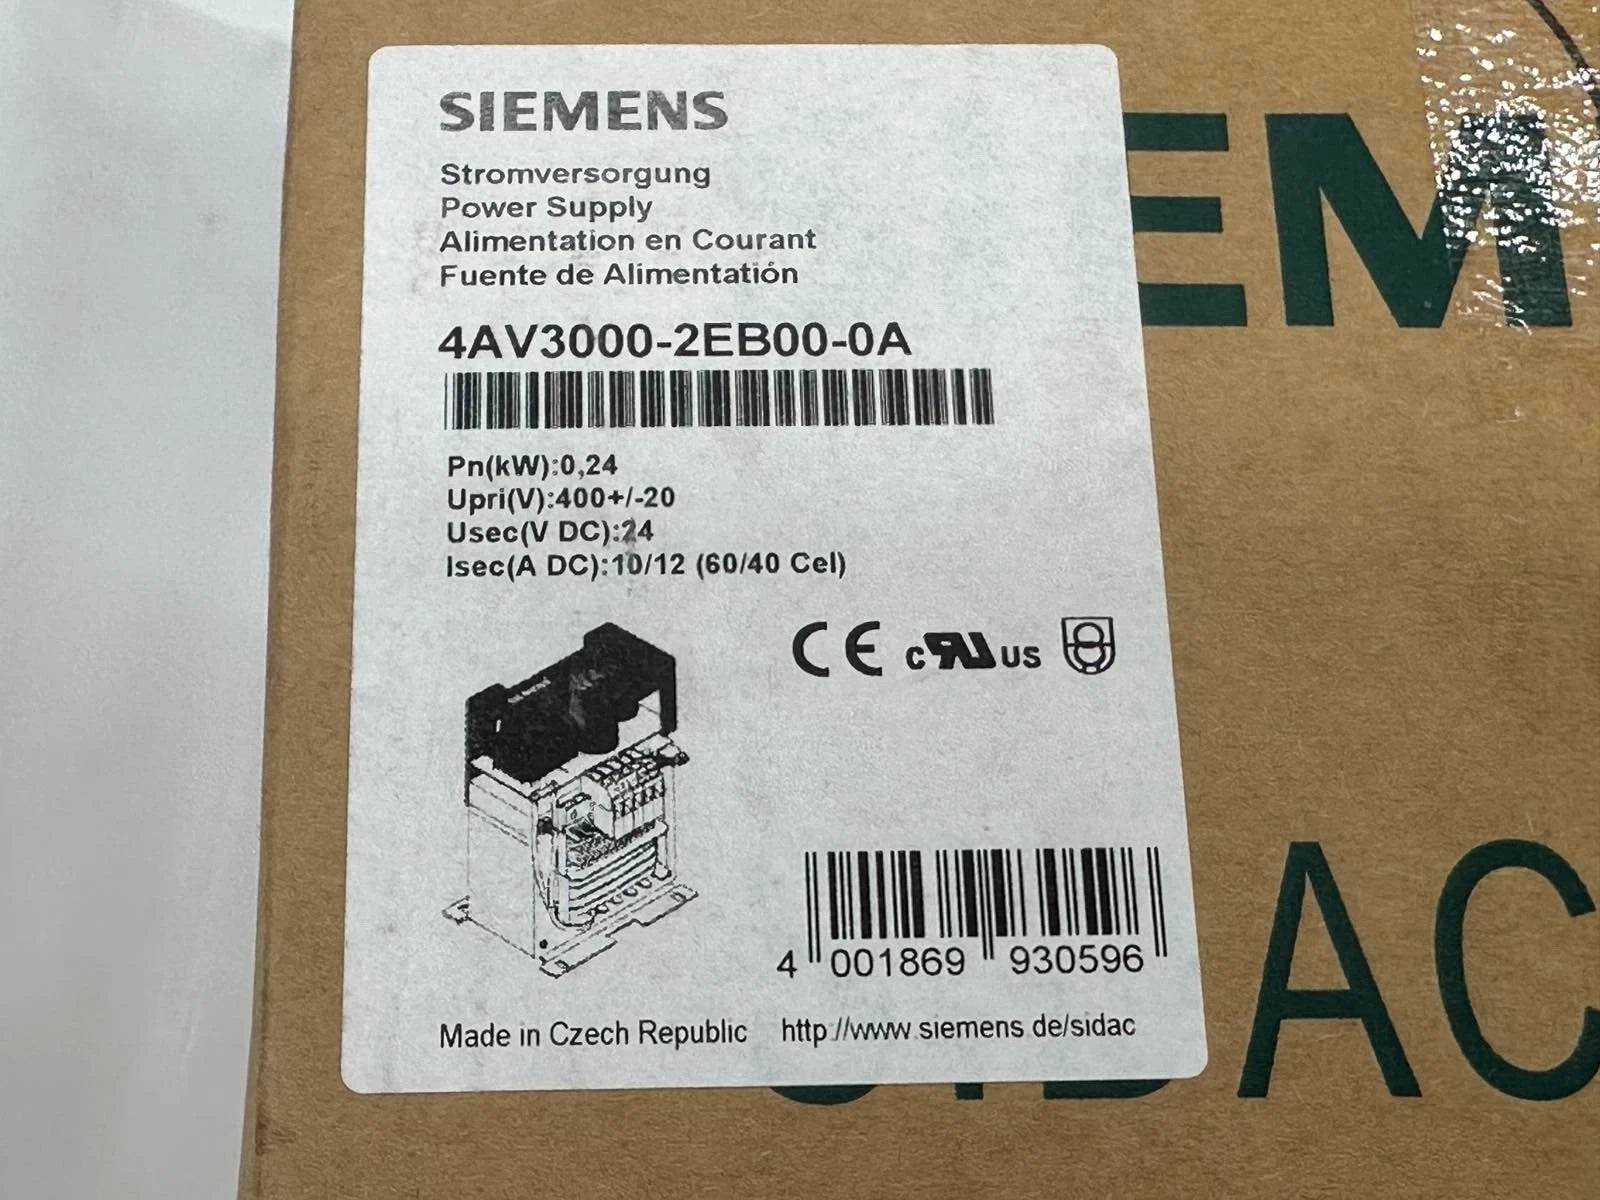 SIEMENS
Stromversorgung
Power Supply
Alimentation en Courant
Fuente de Alimentatión
4AV3000-2EB00-0A
Pn(kW):0,24
Upri(V):400+/-20
Usec(V DC):24
Isec(A DC):10/12 (60/40 Cel)
CE c RU US
4 001869 930596
Made in Czech Republic http://www siemens de/sidac
EM
DAC